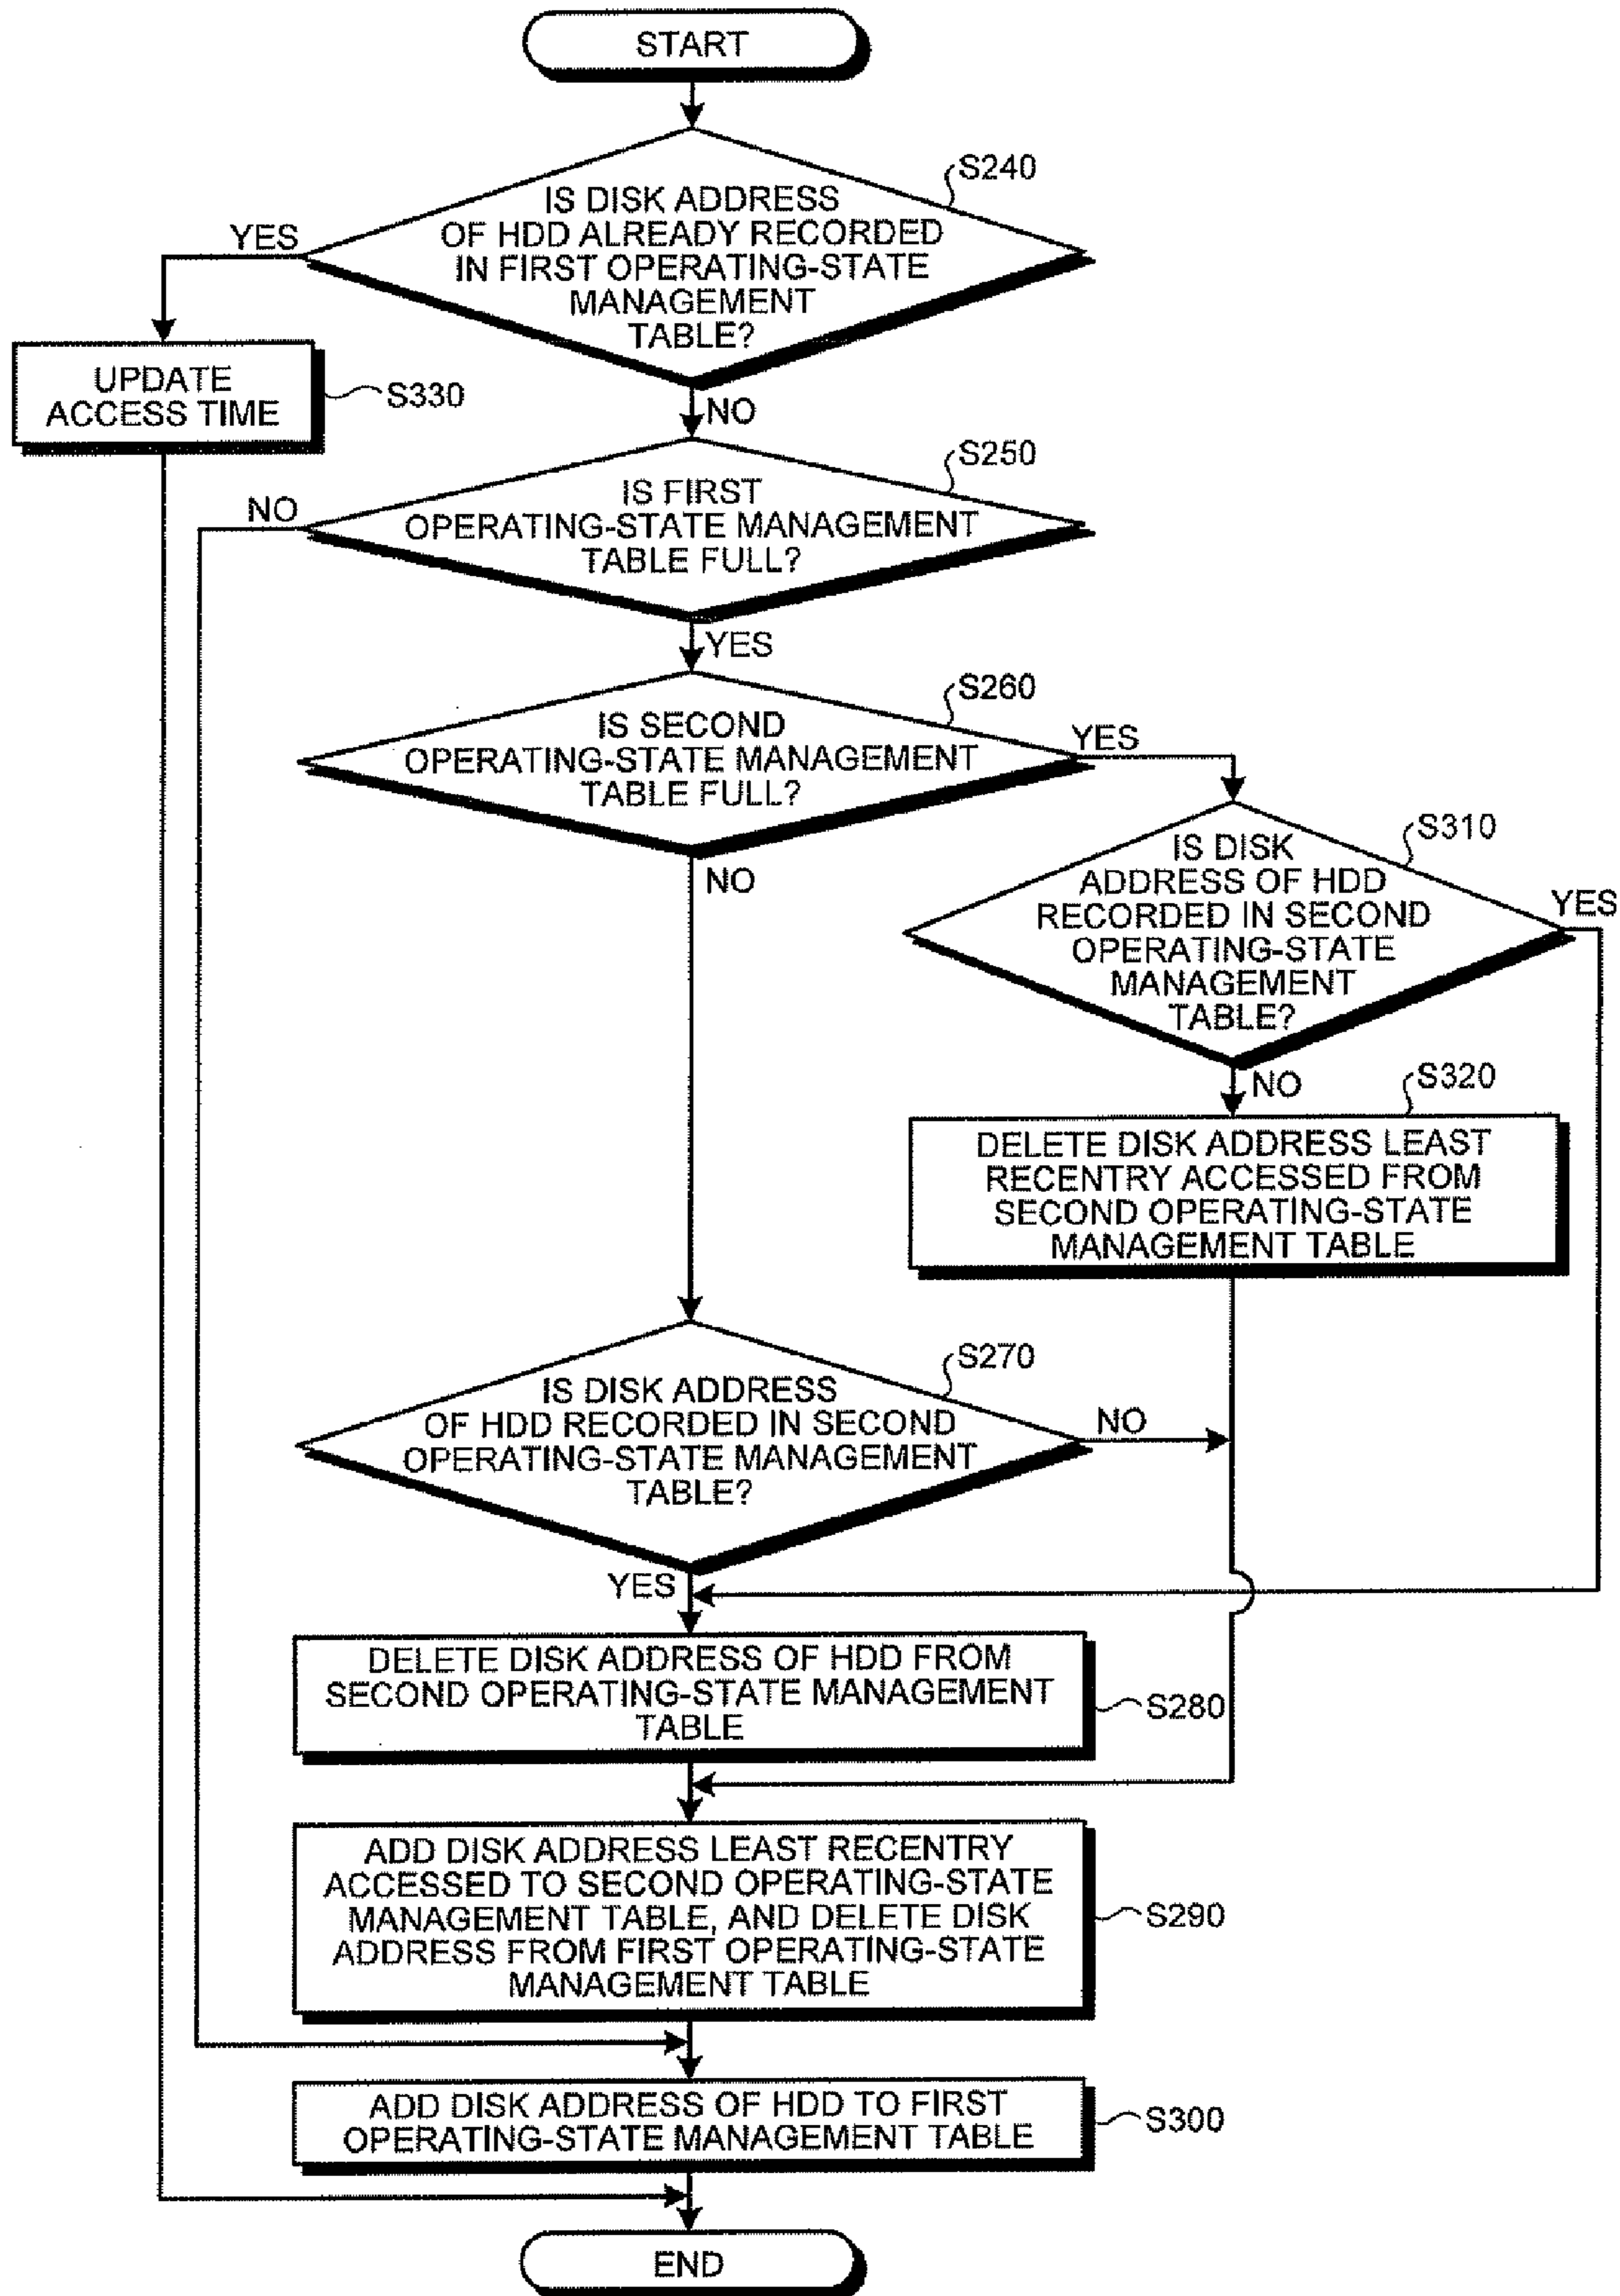 START
S240
IS DISK ADDRESS
OF HDD ALREADY RECORDED
IN FIRST OPERATING-STATE
MANAGEMENT
TABLE?
YES
UPDATE
ACCESS TIME
S330
NO
S250
IS FIRST
OPERATING-STATE MANAGEMENT
TABLE FULL?
NO
YES
S260
IS SECOND
OPERATING-STATE MANAGEMENT
TABLE FULL?
YES
NO
S310
IS DISK
ADDRESS OF HDD
RECORDED IN SECOND
OPERATING-STATE
MANAGEMENT
TABLE?
YES
NO
S320
DELETE DISK ADDRESS LEAST
RECENTRY ACCESSED FROM
SECOND OPERATING-STATE
MANAGEMENT TABLE
S270
IS DISK ADDRESS
OF HDD RECORDED IN SECOND
OPERATING-STATE MANAGEMENT
TABLE?
NO
YES
DELETE DISK ADDRESS OF HDD FROM
SECOND OPERATING-STATE MANAGEMENT
TABLE
S280
ADD DISK ADDRESS LEAST RECENTRY
ACCESSED TO SECOND OPERATING-STATE
MANAGEMENT TABLE, AND DELETE DISK
ADDRESS FROM FIRST OPERATING-STATE
MANAGEMENT TABLE
S290
ADD DISK ADDRESS OF HDD TO FIRST
OPERATING-STATE MANAGEMENT TABLE
S300
END